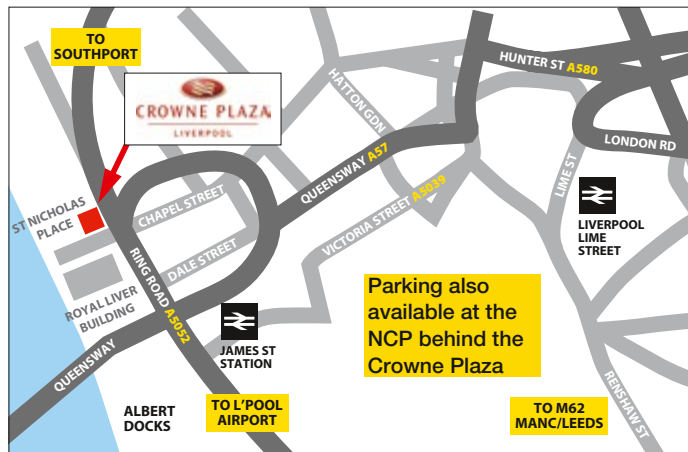 TO
SOUTHPORT
CROWNE PLAZA
LIVERPOOL
HATTON GDN
HUNTER ST A580
LONDON RD
LIME ST
QUEENSWAY A57
VICTORIA STREET A5039
ST NICHOLAS
PLACE
CHAPEL STREET
DALE STREET
RING ROAD A5052
ROYAL LIVER
BUILDING
LIVERPOOL
LIME
STREET
Parking also
available at the
NCP behind the
Crowne Plaza
JAMES ST
STATION
QUEENSWAY
RENSHAW ST
ALBERT
DOCKS
TO L'POOL
AIRPORT
TO M62
MANC/LEEDS